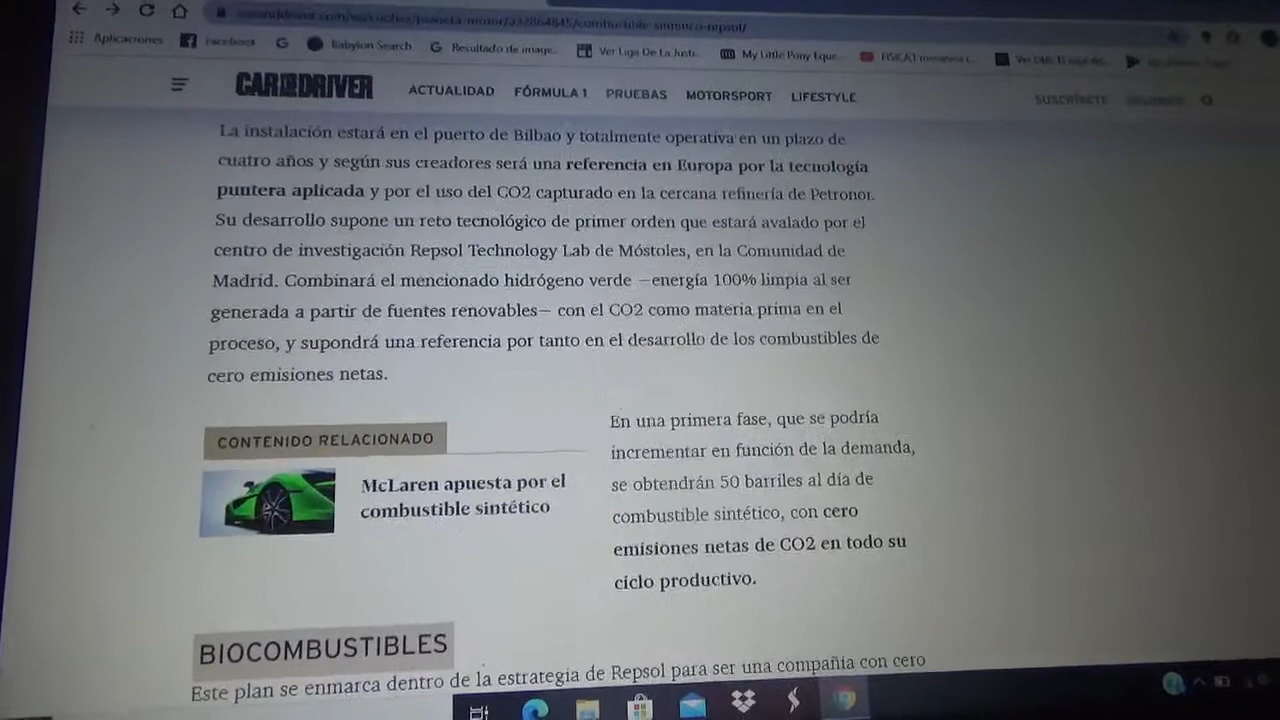 Aplicaciones Facebook G Babylon Search G Resultado de image... Ver Liga De La Justi... My Little Pony Eque...
CAR AND DRIVER ACTUALIDAD FÓRMULA 1 PRUEBAS MOTORSPORT LIFESTYLE SUSCRÍBETE
La instalación estará en el puerto de Bilbao y totalmente operativa en un plazo de
cuatro años y según sus creadores será una referencia en Europa por la tecnología
puntera aplicada y por el uso del CO2 capturado en la cercana refinería de Petronor.
Su desarrollo supone un reto tecnológico de primer orden que estará avalado por el
centro de investigación Repsol Technology Lab de Móstoles, en la Comunidad de
Madrid. Combinará el mencionado hidrógeno verde —energía 100% limpia al ser
generada a partir de fuentes renovables— con el CO2 como materia prima en el
proceso, y supondrá una referencia por tanto en el desarrollo de los combustibles de
cero emisiones netas.
CONTENIDO RELACIONADO
McLaren apuesta por el
combustible sintético
En una primera fase, que se podría
incrementar en función de la demanda,
se obtendrán 50 barriles al día de
combustible sintético, con cero
emisiones netas de CO2 en todo su
ciclo productivo.
BIOCOMBUSTIBLES
Este plan se enmarca dentro de la estrategia de Repsol para ser una compañia con cero